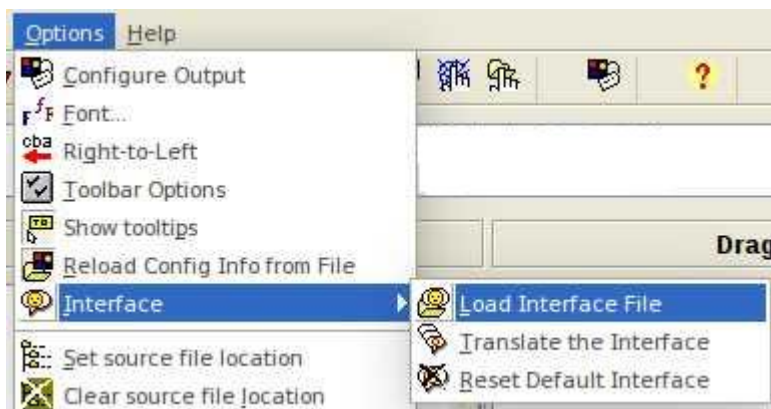 Options Help
Configure Output
Font...
Right-to-Left
Toolbar Options
Show tooltips
Reload Config Info from File
Interface
Set source file location
Clear source file location
Load Interface File
Translate the Interface
Reset Default Interface
Drag
cba
F f F
?